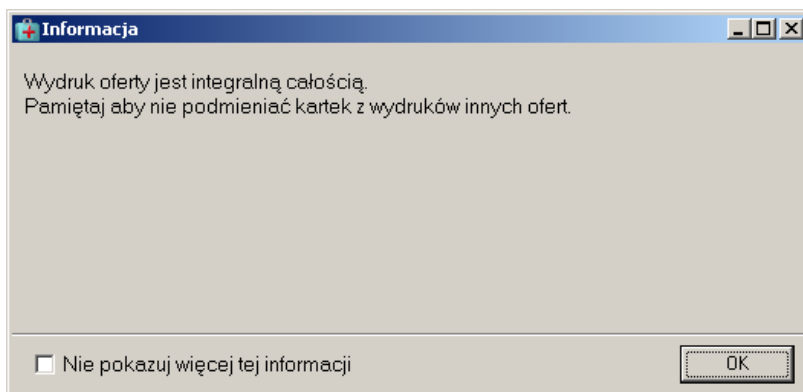 Informacja
Wydruk oferty jest integralną całością.
Pamiętaj aby nie podmieniać kartek z wydruków innych ofert.
Nie pokazuj więcej tej informacji
OK